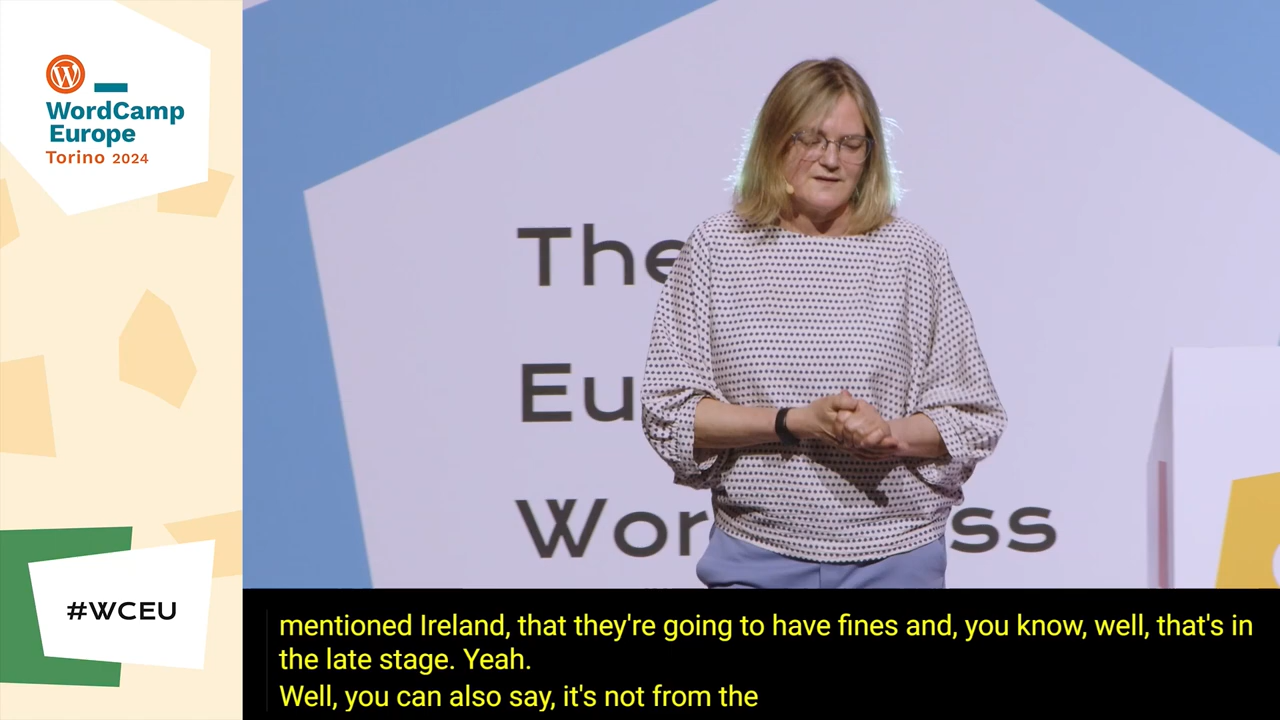 WordCamp
Europe
Torino 2024
The
Eu
Wor ss
#WCEU
mentioned Ireland, that they're going to have fines and, you know, well, that's in
the late stage. Yeah.
Well, you can also say, it's not from the